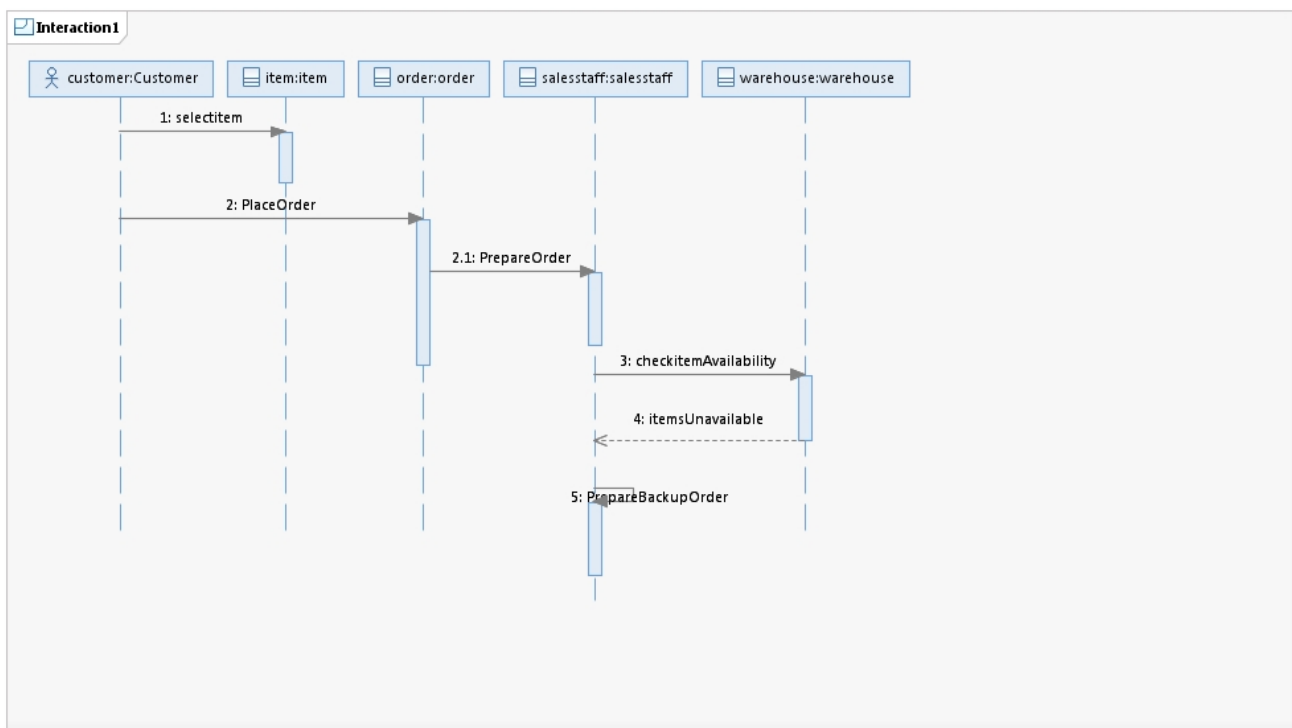 Interaction1
customer:Customer
item:item
order:order
salesstaff:salesstaff
warehouse:warehouse
1: selectitem
2: PlaceOrder
2.1: PrepareOrder
3: checkitemAvailability
4: itemsUnavailable
5: PrepareBackupOrder